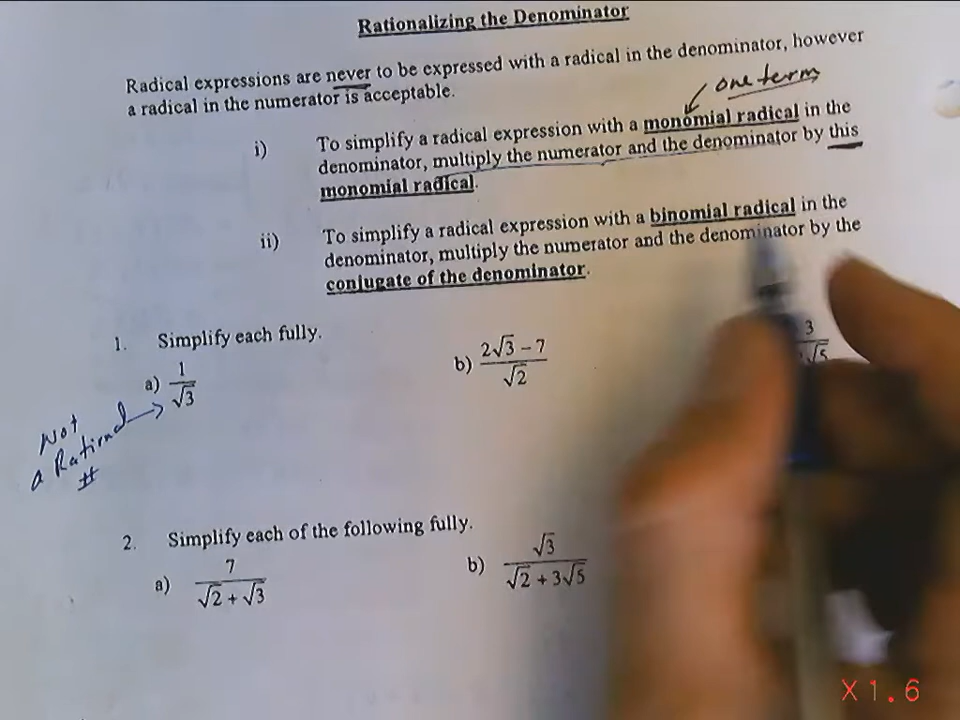 Rationalizing the Denominator
Radical expressions are never to be expressed with a radical in the denominator, however
a radical in the numerator is acceptable.
one term
i) To simplify a radical expression with a monomial radical in the
denominator, multiply the numerator and the denominator by this
monomial radical.
ii) To simplify a radical expression with a binomial radical in the
denominator, multiply the numerator and the denominator by the
conjugate of the denominator.
1. Simplify each fully.
a) 1/√3
b) (2√3 − 7)/√2
3/√5
Not
a Rational
#
2. Simplify each of the following fully.
a) 7/(√2 + √3)
b) √3/(√2 + 3√5)
X1.6